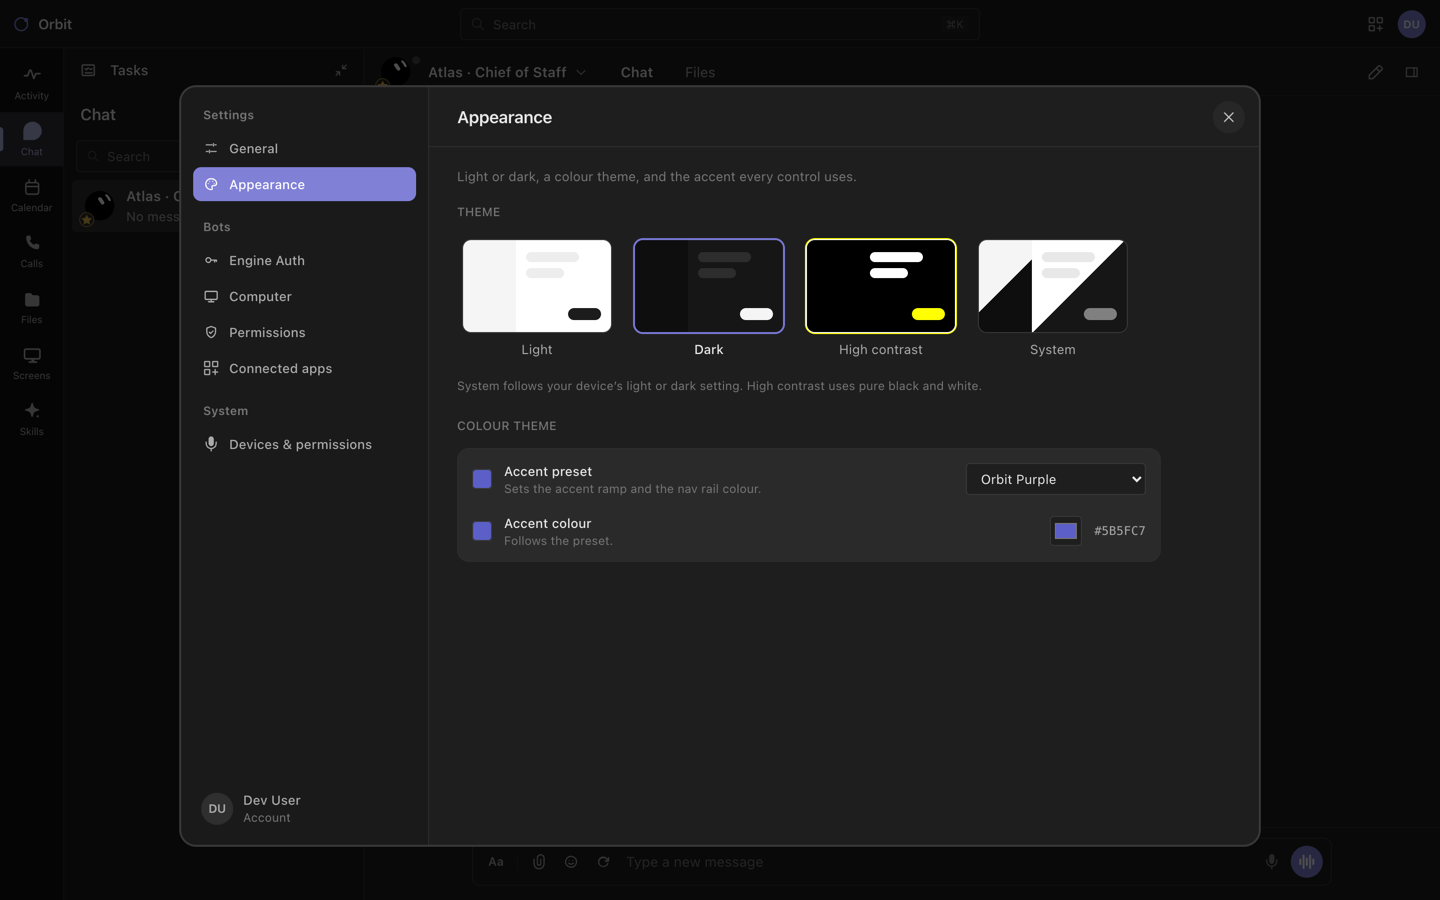 Orbit
Search
⌘K
DU
Activity
Chat
Calendar
Calls
Files
Screens
Skills
Tasks
Chat
Search
Atlas · C
No mess
Atlas · Chief of Staff
Chat
Files
Settings
General
Appearance
Bots
Engine Auth
Computer
Permissions
Connected apps
System
Devices & permissions
DU
Dev User
Account
Appearance
Light or dark, a colour theme, and the accent every control uses.
THEME
Light
Dark
High contrast
System
System follows your device's light or dark setting. High contrast uses pure black and white.
COLOUR THEME
Accent preset
Sets the accent ramp and the nav rail colour.
Orbit Purple
Accent colour
Follows the preset.
#5B5FC7
Aa
Type a new message